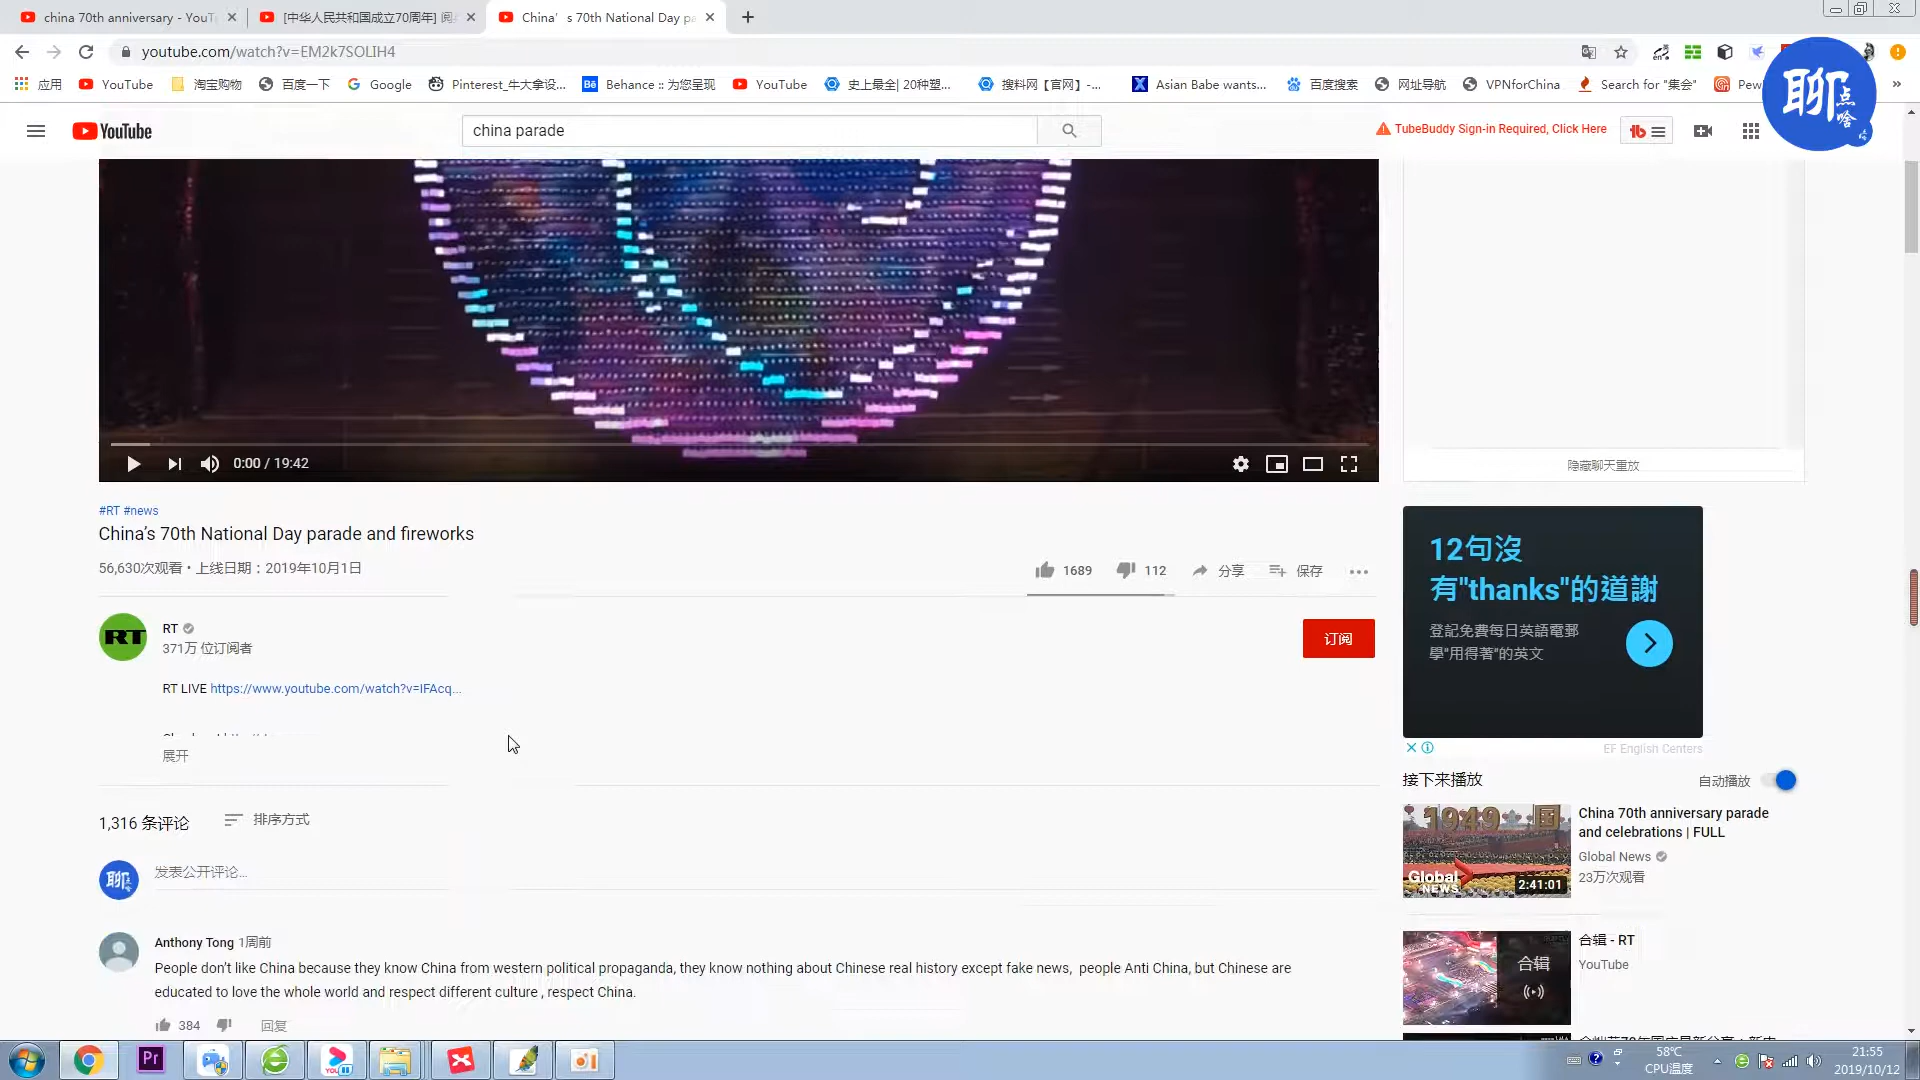 china 70th anniversary - YouT
[中华人民共和国成立70周年] 阅
China's 70th National Day pa
youtube.com/watch?v=EM2k7SOLIH4
应用
YouTube
淘宝购物
百度一下
Google
Pinterest_牛大拿设...
Behance :: 为您呈现
YouTube
史上最全| 20种塑...
搜料网【官网】-...
Asian Babe wants...
百度搜索
网址导航
VPNforChina
Search for "集会"
Pew
聊点啥
YouTube
china parade
TubeBuddy Sign-in Required, Click Here
0:00 / 19:42
隐藏聊天重放
#RT #news
China's 70th National Day parade and fireworks
56,630次观看 • 上线日期：2019年10月1日
1689
112
分享
保存
RT
RT
371万 位订阅者
订阅
RT LIVE https://www.youtube.com/watch?v=IFAcq...
展开
12句沒
有"thanks"的道謝
登記免費每日英語電郵
學"用得著"的英文
EF English Centers
1,316 条评论
排序方式
聊
发表公开评论...
Anthony Tong 1周前
People don't like China because they know China from western political propaganda, they know nothing about Chinese real history except fake news, people Anti China, but Chinese are
educated to love the whole world and respect different culture , respect China.
384
回复
接下来播放
自动播放
1949
国
Global
NEWS
2:41:01
China 70th anniversary parade
and celebrations | FULL
Global News
23万次观看
合辑
合辑 - RT
YouTube
Pr
YOU
58℃
CPU温度
21:55
2019/10/12